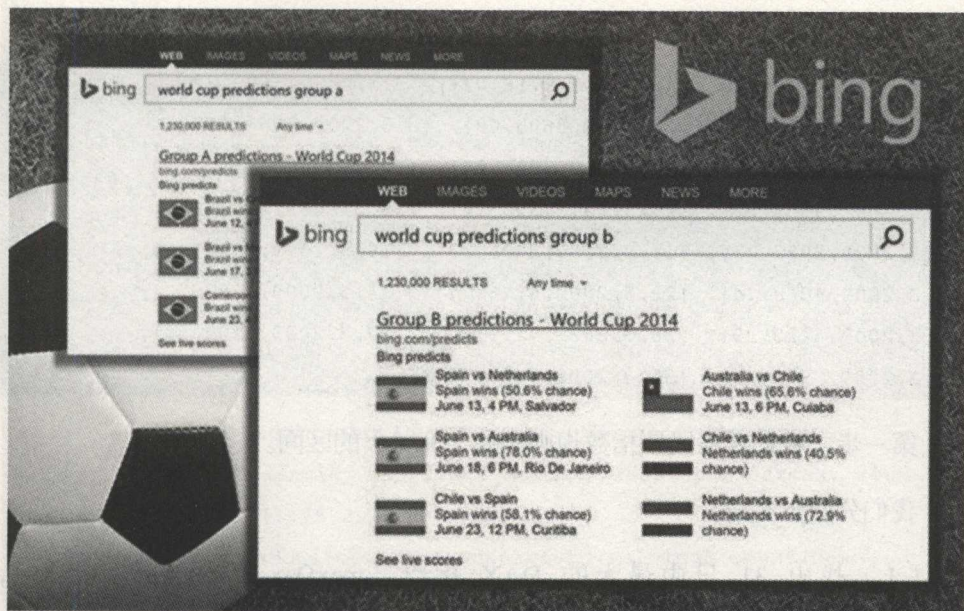 WEB IMAGES VIDEOS MAPS NEWS MORE
bing world cup predictions group a
1,230,000 RESULTS Any time
Group A predictions - World Cup 2014
bing.com/predicts
Bing predicts
Brazil vs
Brazil win
June 12, 4
Brazil vs
Brazil win
June 17,
Cameroon
Brazil win
June 23, 4
See live scores
bing
WEB IMAGES VIDEOS MAPS NEWS MORE
bing world cup predictions group b
1,230,000 RESULTS Any time
Group B predictions - World Cup 2014
bing.com/predicts
Bing predicts
Spain vs Netherlands
Spain wins (50.6% chance)
June 13, 4 PM, Salvador
Australia vs Chile
Chile wins (65.6% chance)
June 13, 6 PM, Cuiaba
Spain vs Australia
Spain wins (78.0% chance)
June 18, 6 PM, Rio De Janeiro
Chile vs Netherlands
Netherlands wins (40.5%
chance)
Chile vs Spain
Spain wins (58.1% chance)
June 23, 12 PM, Curitiba
Netherlands vs Australia
Netherlands wins (72.9%
chance)
See live scores